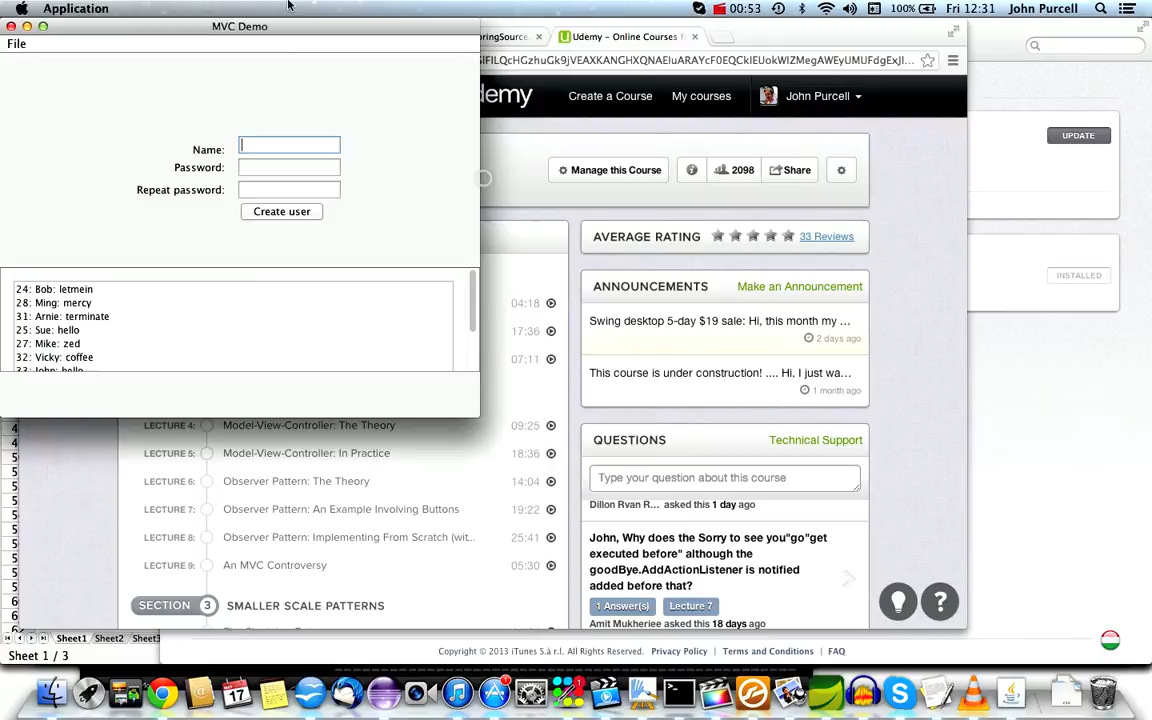 Application
00:53
100%
Fri 12:31
John Purcell
MVC Demo
File
Name:
Password:
Repeat password:
Create user
24: Bob: letmein
28: Ming: mercy
31: Arnie: terminate
25: Sue: hello
27: Mike: zed
32: Vicky: coffee
33: John: hello
Udemy – Online Courses f
Create a Course
My courses
John Purcell
Manage this Course
2098
Share
AVERAGE RATING
33 Reviews
ANNOUNCEMENTS
Make an Announcement
Swing desktop 5-day $19 sale: Hi, this month my ...
2 days ago
This course is under construction! .... Hi, I just wa...
1 month ago
04:18
17:36
07:11
LECTURE 4: Model-View-Controller: The Theory 09:25
LECTURE 5: Model-View-Controller: In Practice 18:36
LECTURE 6: Observer Pattern: The Theory 14:04
LECTURE 7: Observer Pattern: An Example Involving Buttons 19:22
LECTURE 8: Observer Pattern: Implementing From Scratch (wit... 25:41
LECTURE 9: An MVC Controversy 05:30
SECTION 3 SMALLER SCALE PATTERNS
QUESTIONS
Technical Support
Type your question about this course
Dillon Rvan R... asked this 1 day ago
John, Why does the Sorry to see you"go"get
executed before" although the
goodBye.AddActionListener is notified
added before that?
1 Answer(s)
Lecture 7
Amit Mukherjee asked this 18 days ago
UPDATE
INSTALLED
Sheet1 Sheet2 Sheet3
Sheet 1 / 3
Copyright © 2013 iTunes S.à r.l. All Rights Reserved. Privacy Policy | Terms and Conditions | FAQ